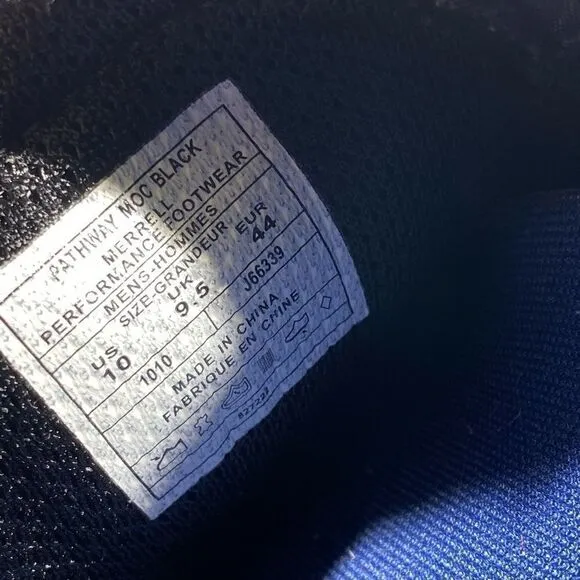 PATHWAY MOC BLACK
MERRELL
PERFORMANCE FOOTWEAR
MENS-HOMMES
SIZE-GRANDEUR
US UK EUR
10 9.5 44
1010 J66339
MADE IN CHINA
FABRIQUE EN CHINE